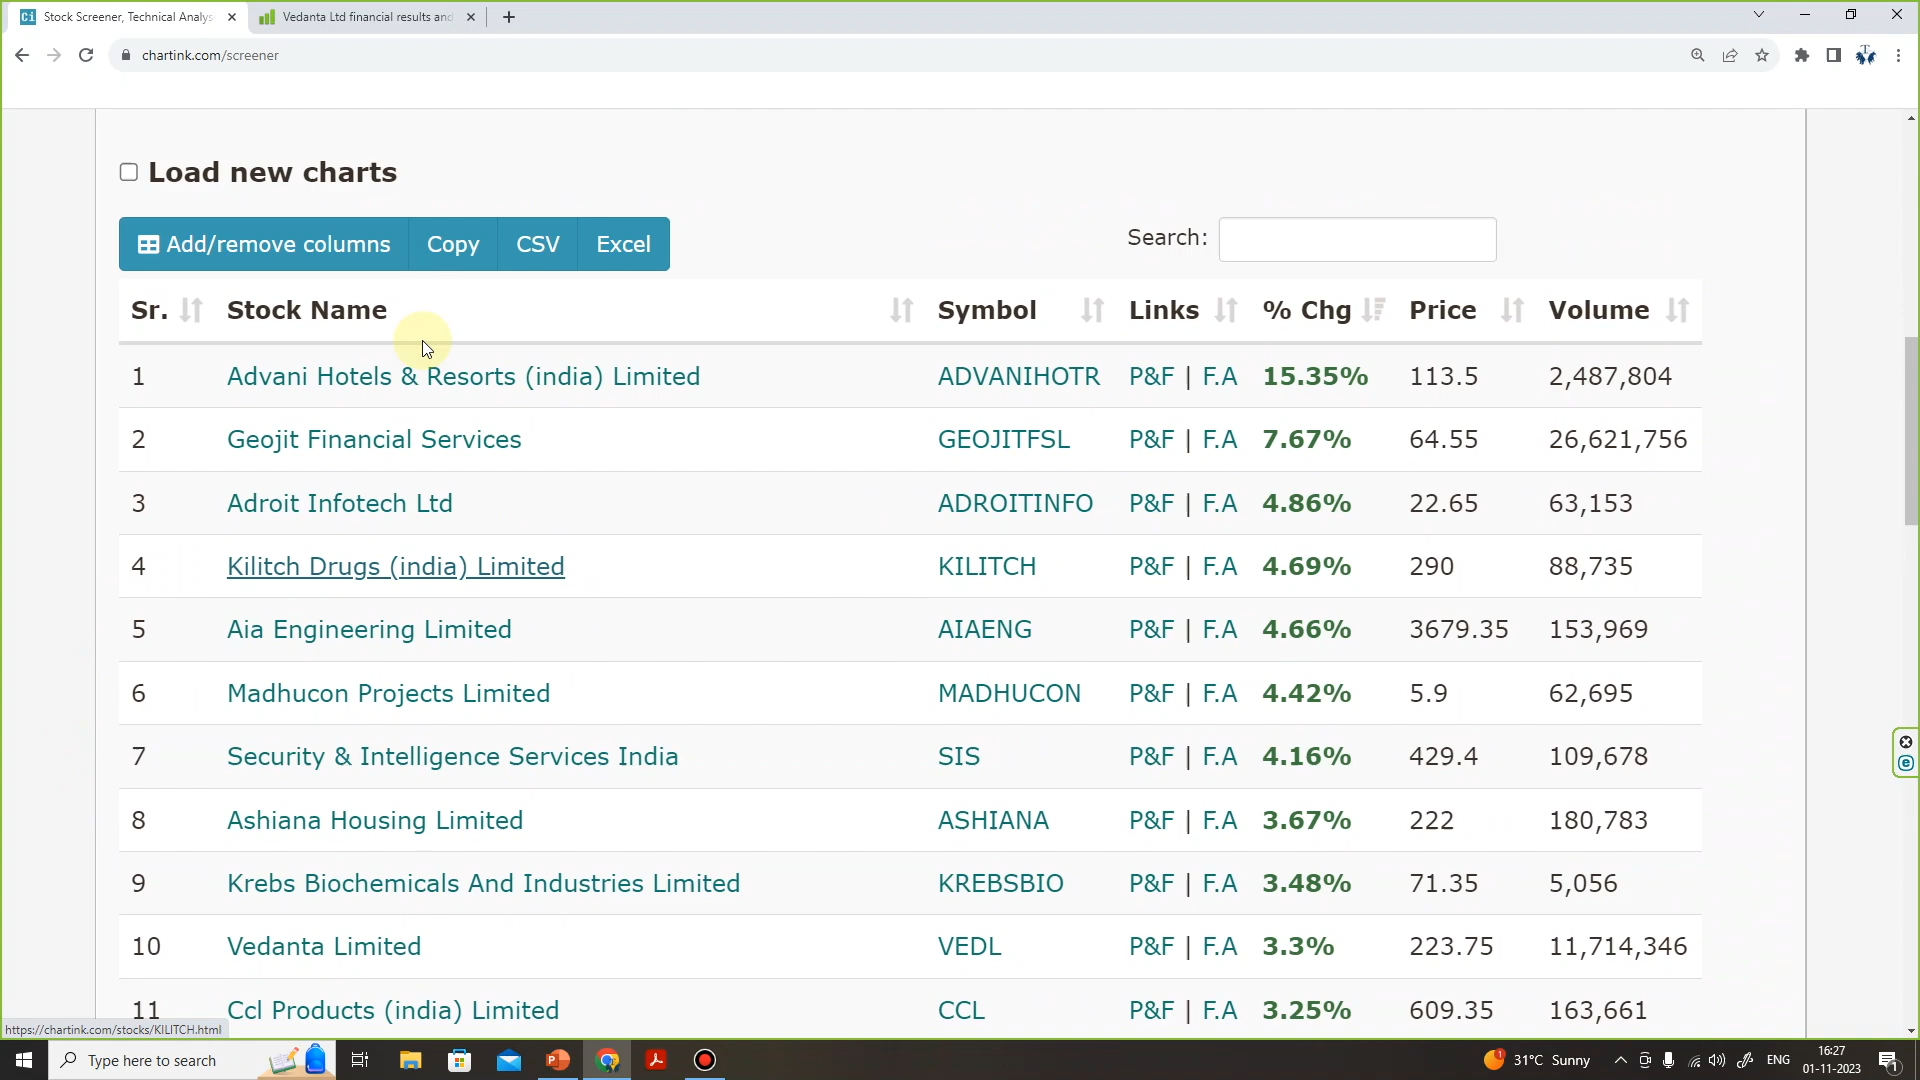 Stock Screener, Technical Analys
Vedanta Ltd financial results and
chartink.com/screener
Load new charts
Add/remove columns Copy CSV Excel Search:
Sr. Stock Name Symbol Links % Chg Price Volume
1 Advani Hotels & Resorts (india) Limited ADVANIHOTR P&F | F.A 15.35% 113.5 2,487,804
2 Geojit Financial Services GEOJITFSL P&F | F.A 7.67% 64.55 26,621,756
3 Adroit Infotech Ltd ADROITINFO P&F | F.A 4.86% 22.65 63,153
4 Kilitch Drugs (india) Limited KILITCH P&F | F.A 4.69% 290 88,735
5 Aia Engineering Limited AIAENG P&F | F.A 4.66% 3679.35 153,969
6 Madhucon Projects Limited MADHUCON P&F | F.A 4.42% 5.9 62,695
7 Security & Intelligence Services India SIS P&F | F.A 4.16% 429.4 109,678
8 Ashiana Housing Limited ASHIANA P&F | F.A 3.67% 222 180,783
9 Krebs Biochemicals And Industries Limited KREBSBIO P&F | F.A 3.48% 71.35 5,056
10 Vedanta Limited VEDL P&F | F.A 3.3% 223.75 11,714,346
11 Ccl Products (india) Limited CCL P&F | F.A 3.25% 609.35 163,661
https://chartink.com/stocks/KILITCH.html
Type here to search
1 31°C Sunny ENG 16:27
01-11-2023 1